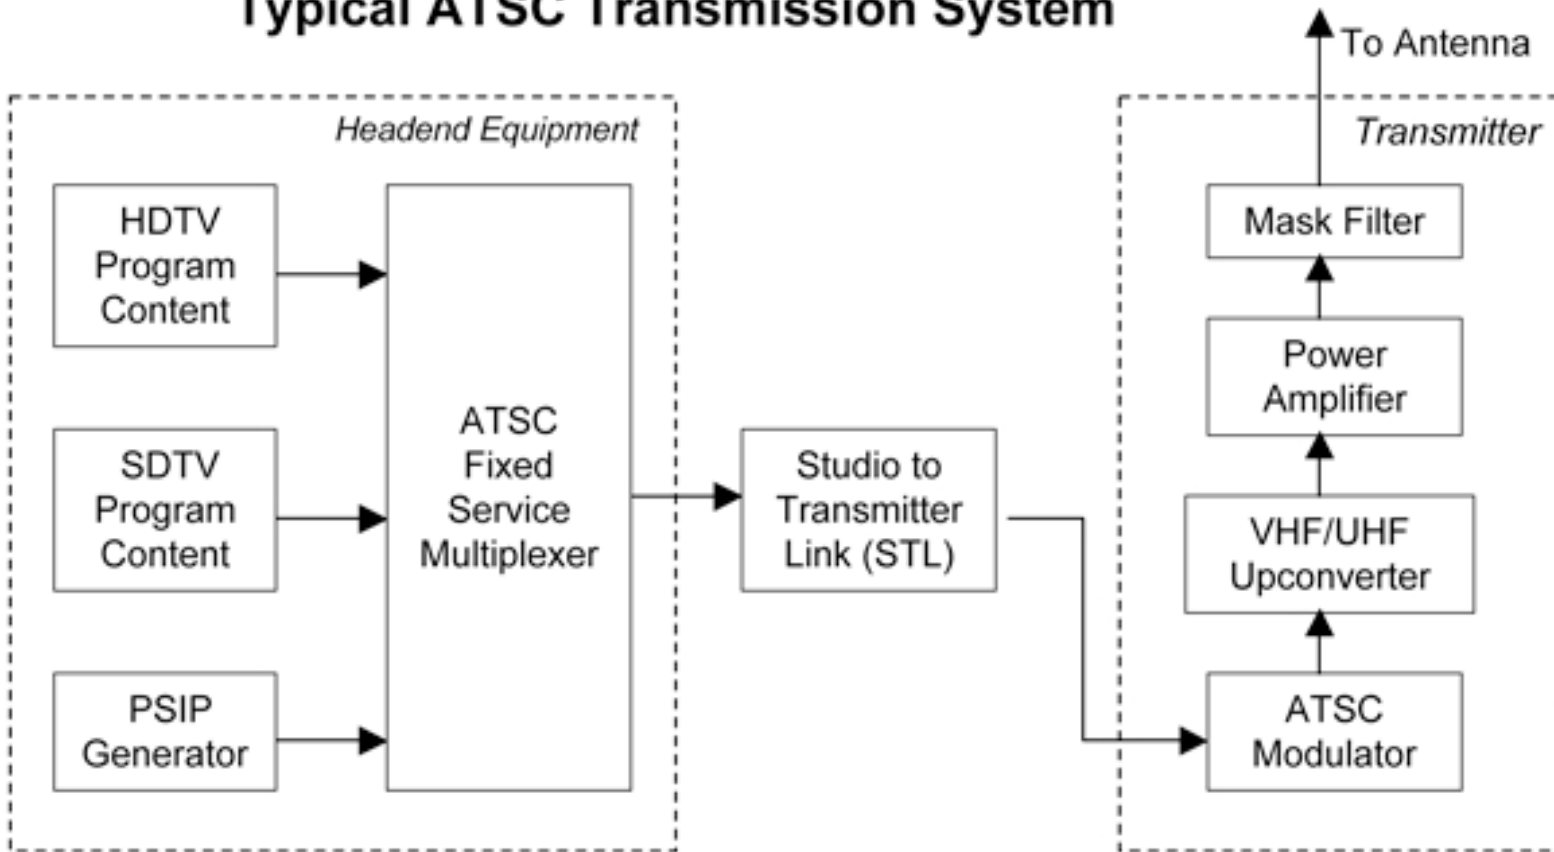 Typical ATSC Transmission System
To Antenna
Headend Equipment
Transmitter
HDTV
Program
Content
SDTV
Program
Content
PSIP
Generator
ATSC
Fixed
Service
Multiplexer
Studio to
Transmitter
Link (STL)
Mask Filter
Power
Amplifier
VHF/UHF
Upconverter
ATSC
Modulator